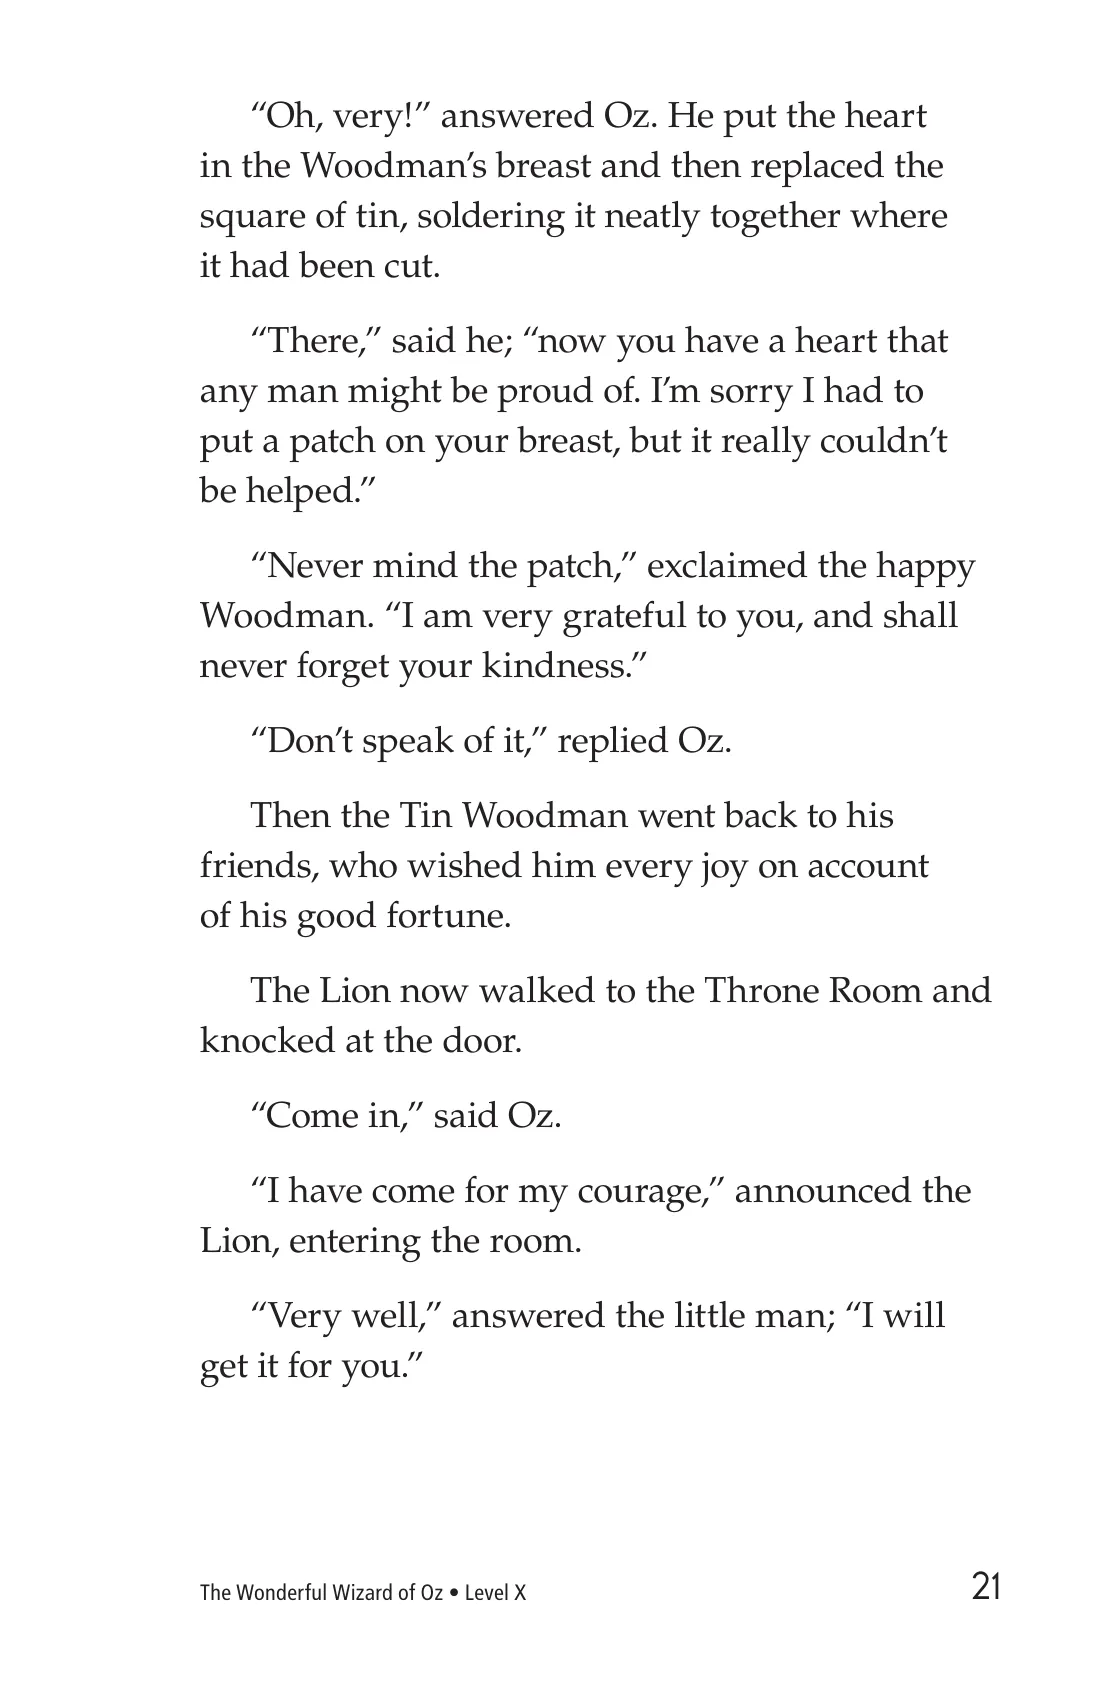 “Oh, very!” answered Oz. He put the heart
in the Woodman’s breast and then replaced the
square of tin, soldering it neatly together where
it had been cut.
“There,” said he; “now you have a heart that
any man might be proud of. I’m sorry I had to
put a patch on your breast, but it really couldn’t
be helped.”
“Never mind the patch,” exclaimed the happy
Woodman. “I am very grateful to you, and shall
never forget your kindness.”
“Don’t speak of it,” replied Oz.
Then the Tin Woodman went back to his
friends, who wished him every joy on account
of his good fortune.
The Lion now walked to the Throne Room and
knocked at the door.
“Come in,” said Oz.
“I have come for my courage,” announced the
Lion, entering the room.
“Very well,” answered the little man; “I will
get it for you.”
The Wonderful Wizard of Oz • Level X
21